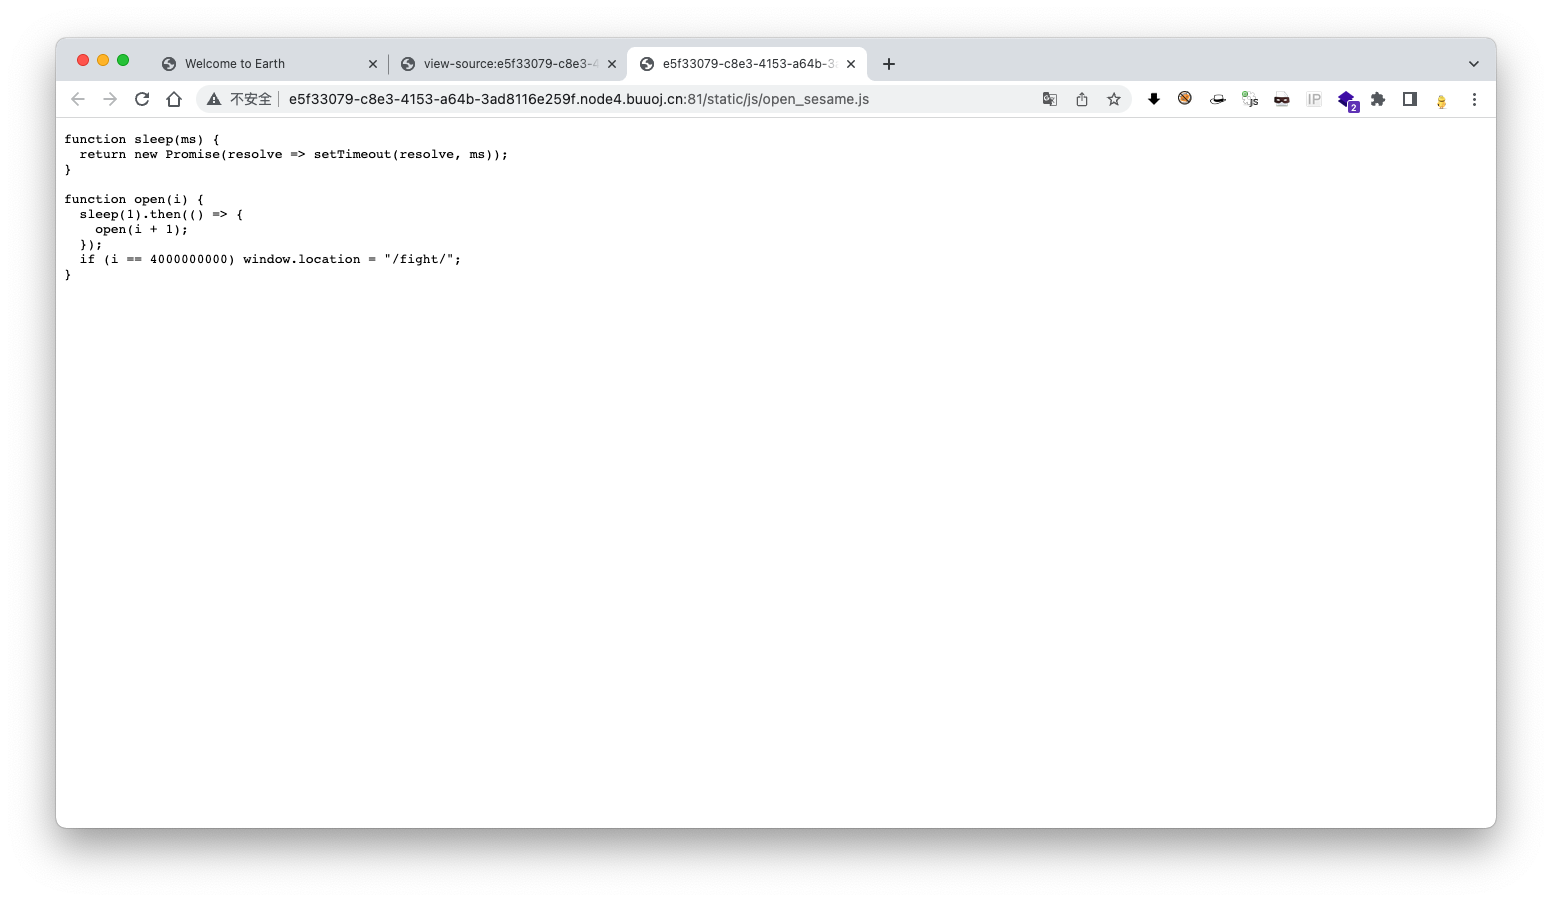 Welcome to Earth
view-source:e5f33079-c8e3-4
e5f33079-c8e3-4153-a64b-3
不安全 e5f33079-c8e3-4153-a64b-3ad8116e259f.node4.buuoj.cn:81/static/js/open_sesame.js
JS
IP
2
function sleep(ms) {
  return new Promise(resolve => setTimeout(resolve, ms));
}
function open(i) {
  sleep(1).then(() => {
    open(i + 1);
  });
  if (i == 4000000000) window.location = "/fight/";
}